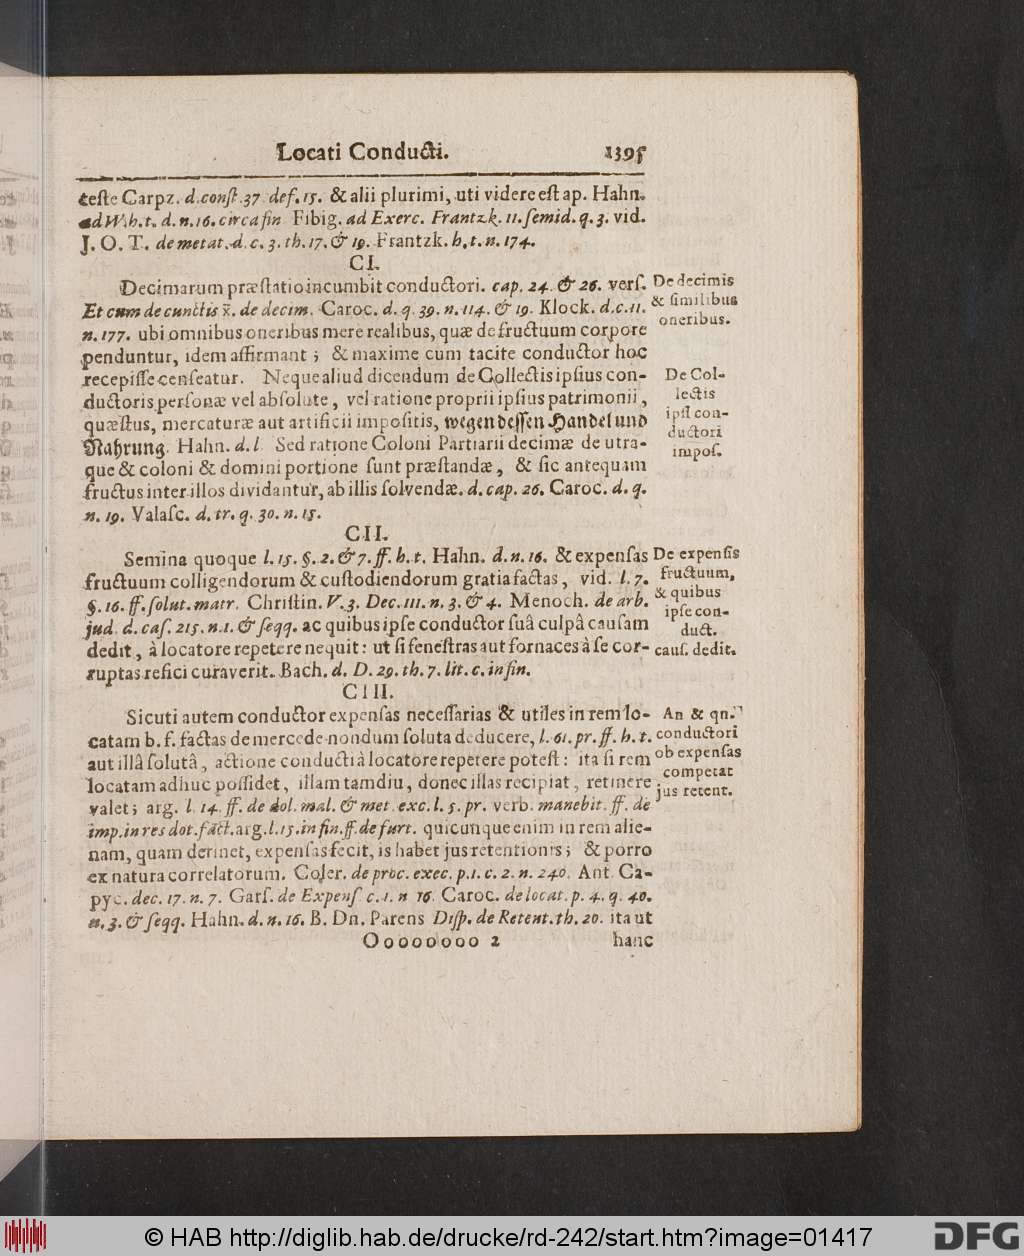 Locati Conducti. 1395
teste Carpz. d. const. 37. def. 15. & alii plurimi, uti videre est ap. Hahn.
ad W. h. t. d. n. 16. circa fin Fibig. ad Exerc. Frantzk. 11. semid. q. 3. vid.
J. O. T. de metat. d. c. 3. th. 17. & 19. Frantzk. h. t. n. 174.
CI.
Decimarum præstatio incumbit conductori. cap. 24. & 26. vers.
Et cum de cunctis x̄. de decim. Caroc. d. q. 39. n. 114. & 19. Klock. d. c. 11.
n. 177. ubi omnibus oneribus mere realibus, quæ de fructuum corpore
penduntur, idem affirmant; & maxime cum tacite conductor hoc
recepisse censeatur. Neque aliud dicendum de Collectis ipsius con-
ductoris personæ vel absolute, vel ratione proprii ipsius patrimonii,
quæstus, mercaturæ aut artificii impositis, wegen dessen Handel und
Nahrung. Hahn. d. l. Sed ratione Coloni Partiarii decimæ de utra-
que & coloni & domini portione sunt præstandæ, & sic antequam
fructus inter illos dividantur, ab illis solvendæ. d. cap. 26. Caroc. d. q.
n. 19. Valasc. d. tr. q. 30. n. 15.
De decimis
& similibus
oneribus.
De Col-
lectis
ipsi con-
ductori
impos.
CII.
Semina quoque l. 15. §. 2. & 7. ff. h. t. Hahn. d. n. 16. & expensas
fructuum colligendorum & custodiendorum gratia factas, vid. l. 7.
§. 16. ff. solut. matr. Christin. V. 3. Dec. 111. n. 3. & 4. Menoch. de arb.
jud. d. cas. 215. n. 1. & seqq. ac quibus ipse conductor suâ culpâ causam
dedit, à locatore repetere nequit: ut si fenestras aut fornaces à se cor-
ruptas refici curaverit. Bach. d. D. 29. th. 7. lit. c. in fin.
De expensis
fructuum,
& quibus
ipse con-
duct.
caus. dedit.
CIII.
Sicuti autem conductor expensas necessarias & utiles in rem lo-
catam b. f. factas de mercede nondum soluta deducere, l. 61. pr. ff. h. t.
aut illâ solutâ, actione conducti à locatore repetere potest: ita si rem
locatam adhuc possidet, illam tamdiu, donec illas recipiat, retinere
valet; arg. l. 14. ff. de dol. mal. & met. exc. l. 5. pr. verb. manebit. ff. de
imp. in res dot. fact. arg. l. 15. in fin. ff. de furt. quicunque enim in rem alie-
nam, quam detinet, expensas fecit, is habet jus retentionis; & porro
ex natura correlatorum. Coler. de proc. exec. p. 1. c. 2. n. 240. Ant. Ca-
pyc. dec. 17. n. 7. Gars. de Expens. c. 1. n 16. Caroc. de locat. p. 4. q. 40.
n. 3. & seqq. Hahn. d. n. 16. B. Dn. Parens Disp. de Retent. th. 20. ita ut
An & qn.
conductori
ob expensas
competat
jus retent.
Oooooooo 2 hanc
© HAB http://diglib.hab.de/drucke/rd-242/start.htm?image=01417
DFG